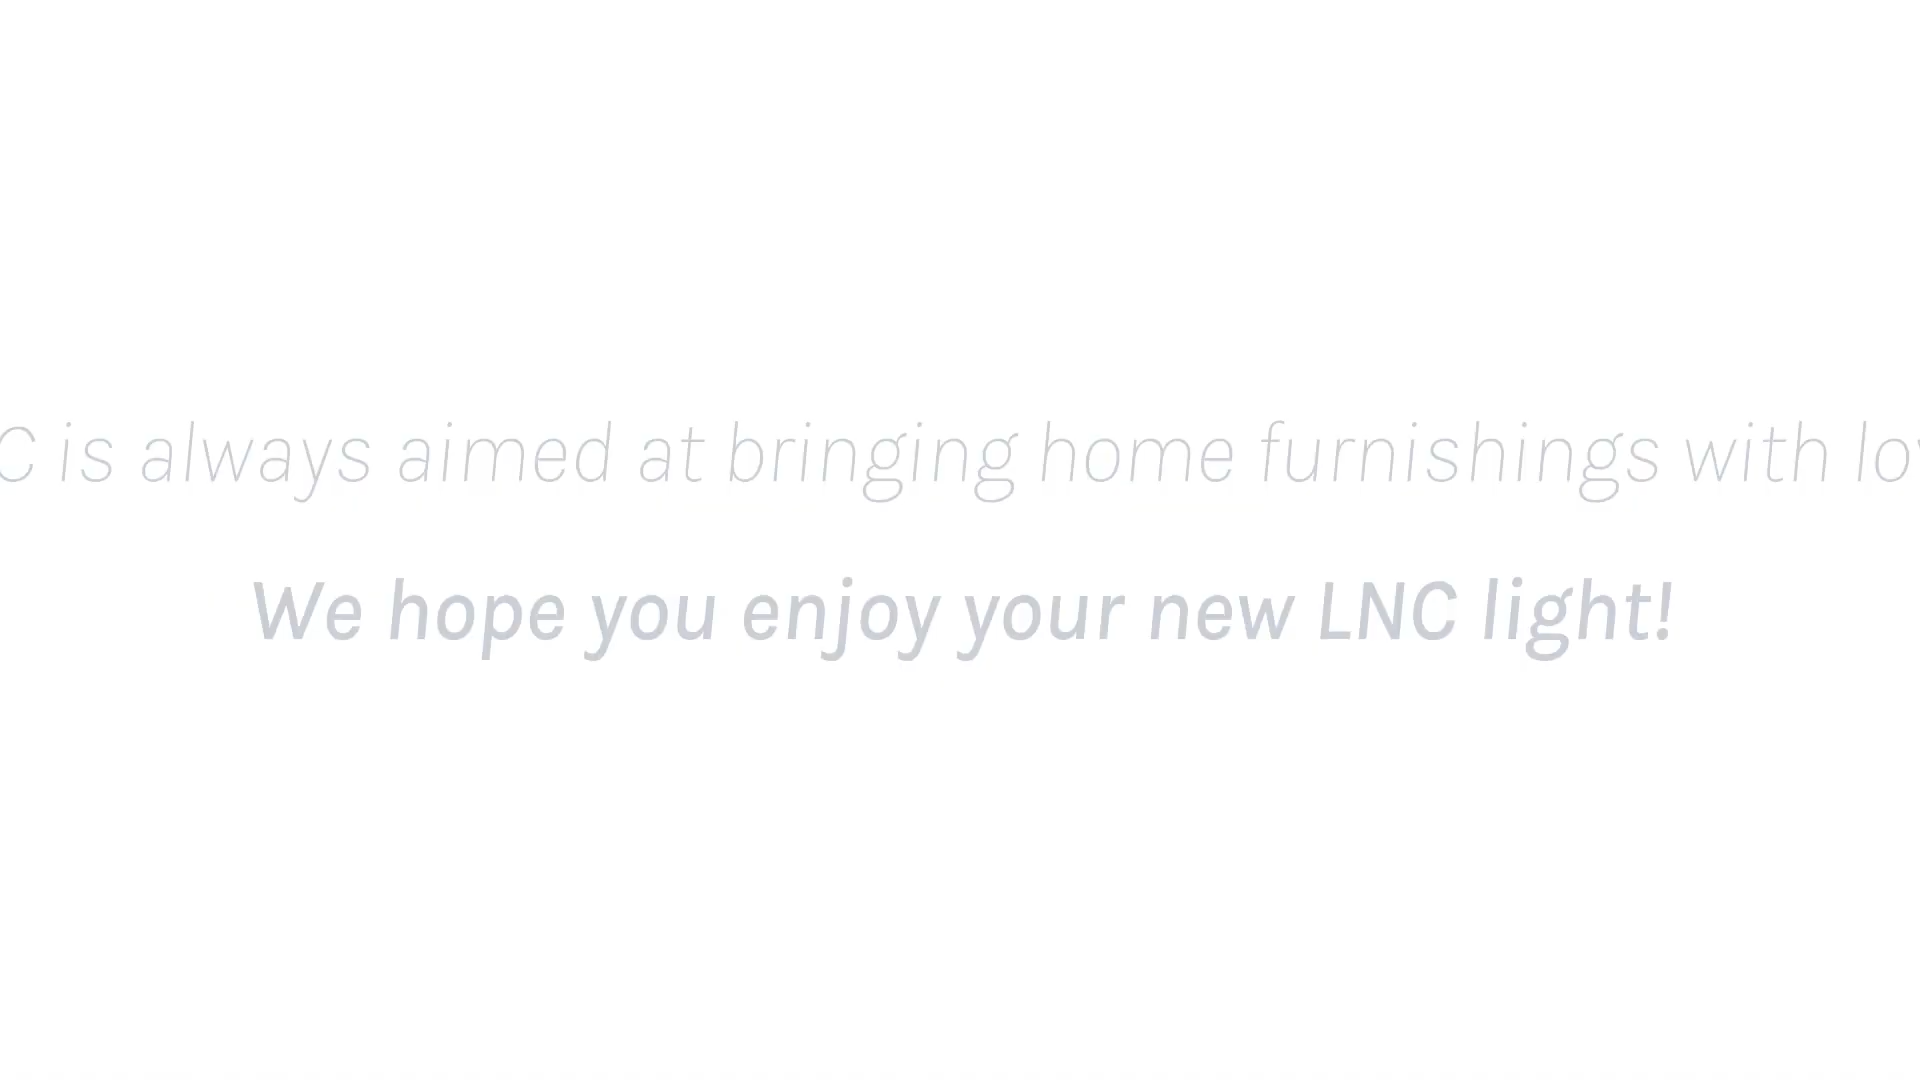 C is always aimed at bringing home furnishings with lo
We hope you enjoy your new LNC light!